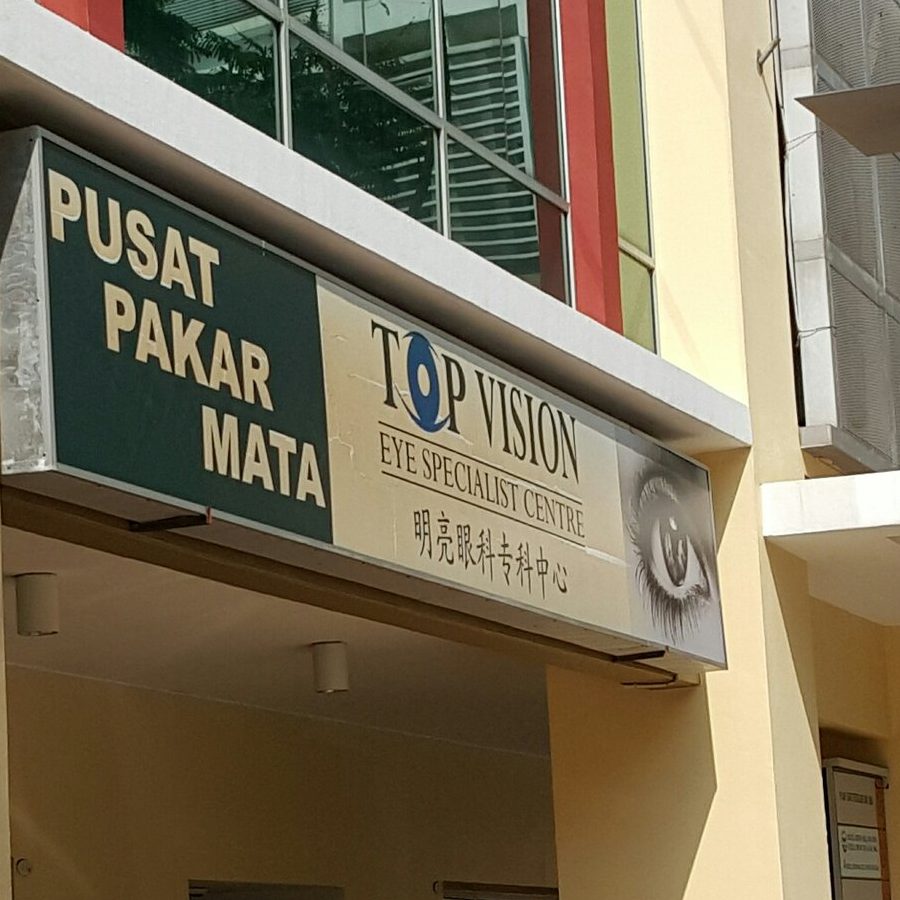 PUSAT
PAKAR
MATA
TOP VISION
EYE SPECIALIST CENTRE
明亮眼科专科中心